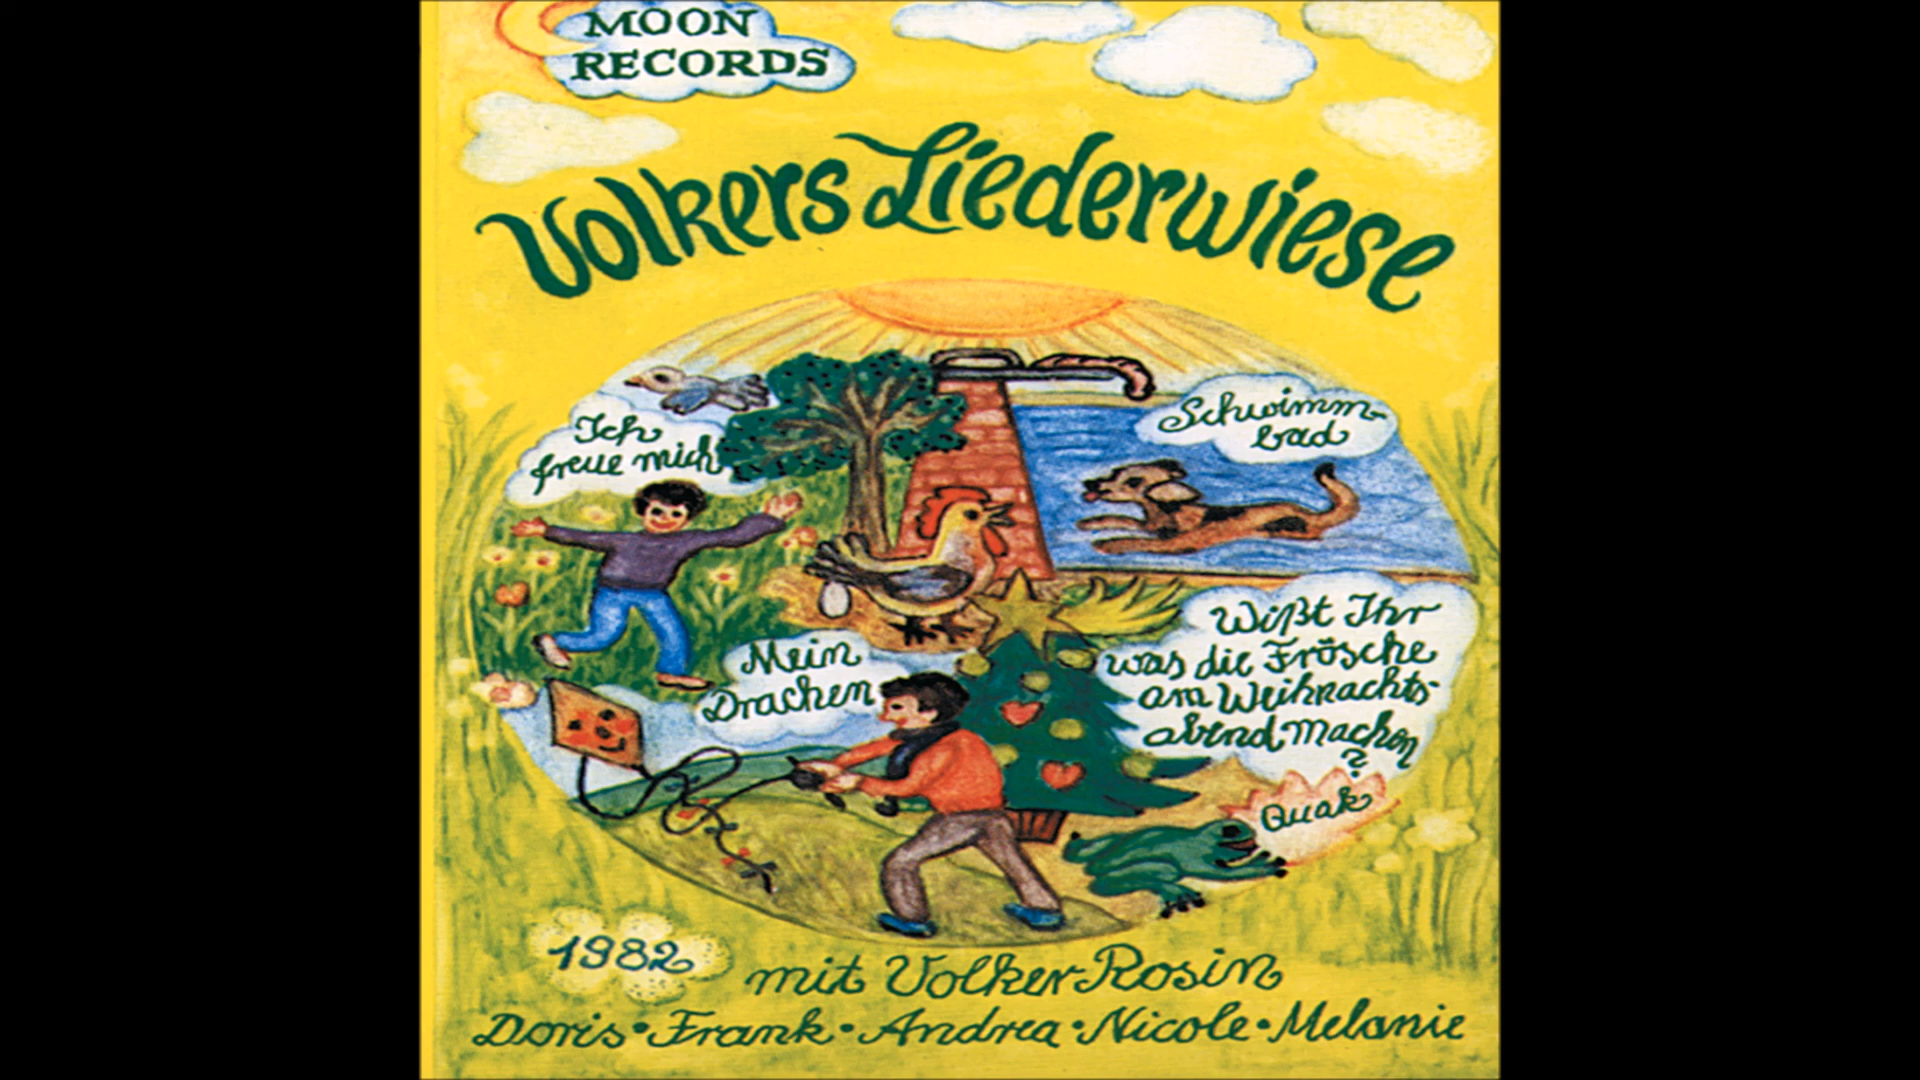 MOON
RECORDS
Volkers Liederwiese
Ich
freue mich
Schwimm-
bad
Wißt Ihr
was die Frösche
am Weihnachts-
abend machen
?
Mein
Drachen
Quak
1982
mit Volker Rosin
Doris • Frank • Andrea • Nicole • Melanie